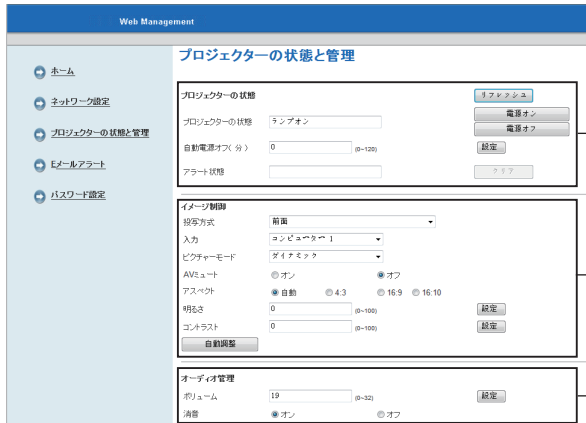 Web Management
プロジェクターの状態と管理
ホーム
ネットワーク設定
プロジェクターの状態と管理
Eメールアラート
パスワード設定
プロジェクターの状態 リフレッシュ
電源オン
プロジェクターの状態 ランプオン 電源オフ
自動電源オフ(分) 0 (0~120) 設定
アラート状態 クリア
イメージ制御
投写方式 前面
入力 コンピューター 1
ピクチャーモード ダイナミック
AVミュート オン オフ
アスペクト 自動 4:3 16:9 16:10
明るさ 0 (0~100) 設定
コントラスト 0 (0~100) 設定
自動調整
オーディオ管理
ボリューム 19 (0~32) 設定
消音 オン オフ